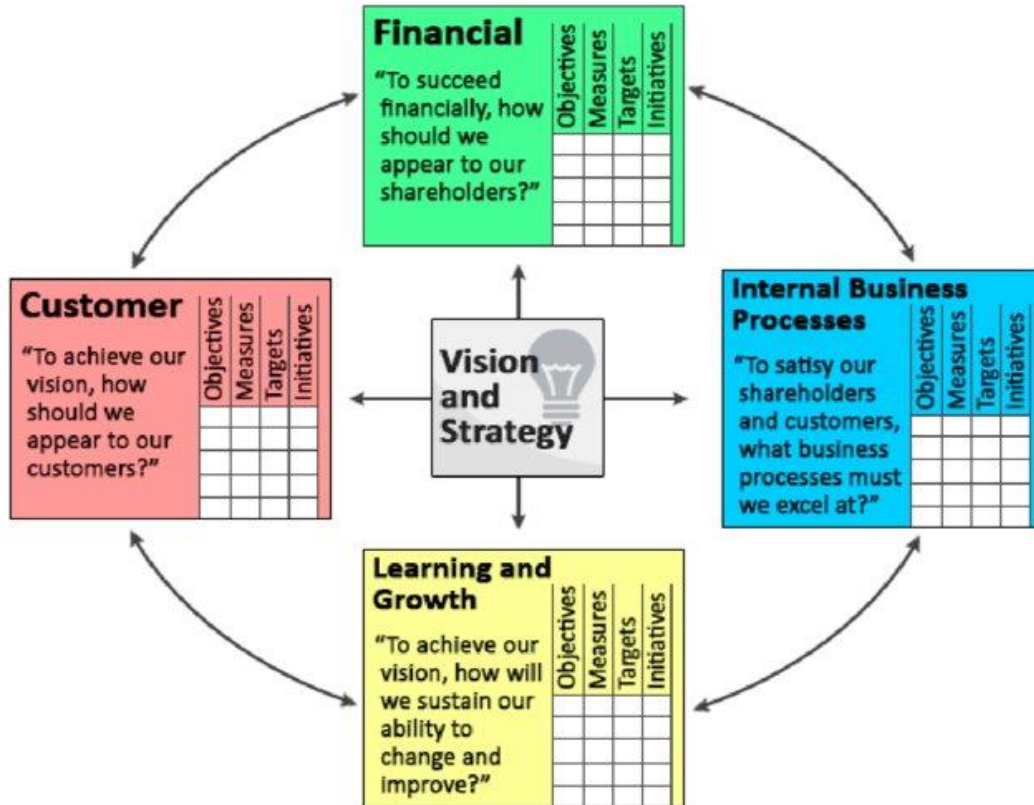 Financial
“To succeed
financially, how
should we
appear to our
shareholders?”
Objectives
Measures
Targets
Initiatives
Customer
“To achieve our
vision, how
should we
appear to our
customers?”
Objectives
Measures
Targets
Initiatives
Vision
and
Strategy
Internal Business
Processes
“To satisy our
shareholders
and customers,
what business
processes must
we excel at?”
Objectives
Measures
Targets
Initiatives
Learning and
Growth
“To achieve our
vision, how will
we sustain our
ability to
change and
improve?”
Objectives
Measures
Targets
Initiatives